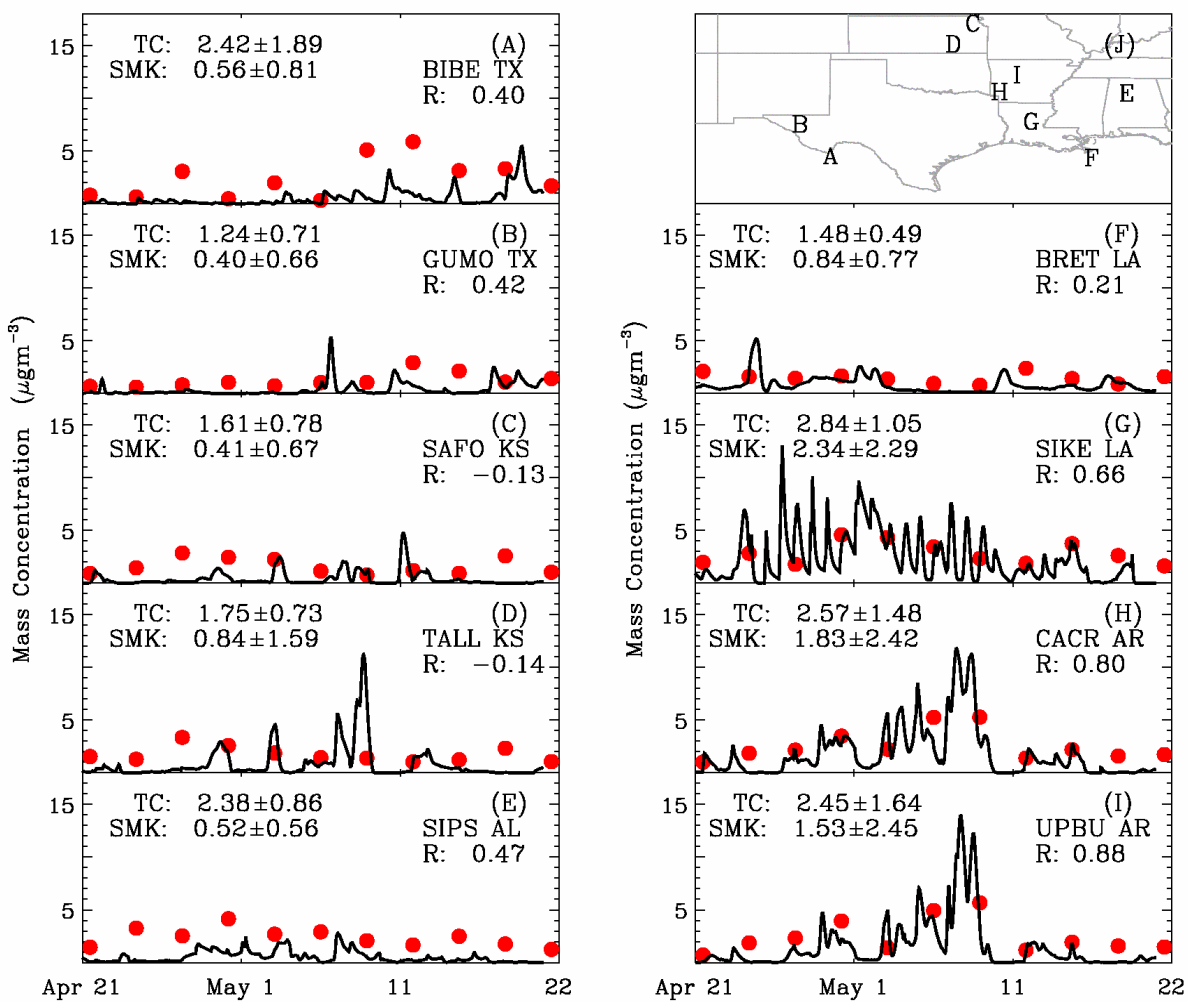 15
5
TC: 2.42±1.89
SMK: 0.56±0.81
(A)
BIBE TX
R: 0.40
15
5
TC: 1.24±0.71
SMK: 0.40±0.66
(B)
GUMO TX
R: 0.42
15
5
TC: 1.61±0.78
SMK: 0.41±0.67
(C)
SAFO KS
R: −0.13
15
5
TC: 1.75±0.73
SMK: 0.84±1.59
(D)
TALL KS
R: −0.14
15
5
TC: 2.38±0.86
SMK: 0.52±0.56
(E)
SIPS AL
R: 0.47
Mass Concentration (μgm⁻³)
Apr 21 May 1 11 22
C
D
(J)
I
H
E
B
G
A
F
15
5
TC: 1.48±0.49
SMK: 0.84±0.77
(F)
BRET LA
R: 0.21
15
5
TC: 2.84±1.05
SMK: 2.34±2.29
(G)
SIKE LA
R: 0.66
15
5
TC: 2.57±1.48
SMK: 1.83±2.42
(H)
CACR AR
R: 0.80
15
5
TC: 2.45±1.64
SMK: 1.53±2.45
(I)
UPBU AR
R: 0.88
Mass Concentration (μgm⁻³)
Apr 21 May 1 11 22